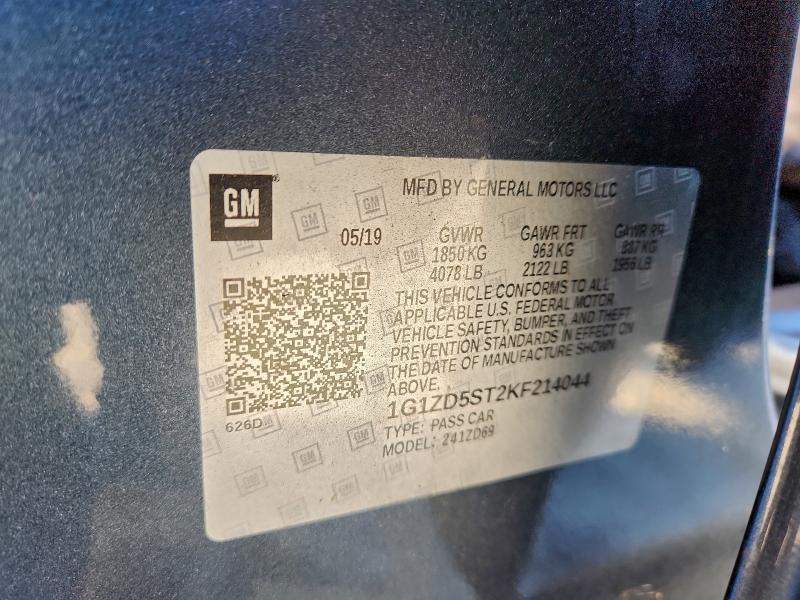 GM
MFD BY GENERAL MOTORS LLC
05/19 GVWR GAWR FRT GAWR RR
1850 KG 963 KG KG
4078 LB 2122 LB 1956 LB
THIS VEHICLE CONFORMS TO ALL
APPLICABLE U.S. FEDERAL MOTOR
VEHICLE SAFETY, BUMPER, AND THEFT
PREVENTION STANDARDS IN EFFECT ON
THE DATE OF MANUFACTURE SHOWN
ABOVE.
1G1ZD5ST2KF214044
TYPE: PASS CAR
MODEL: 241ZD69
626D